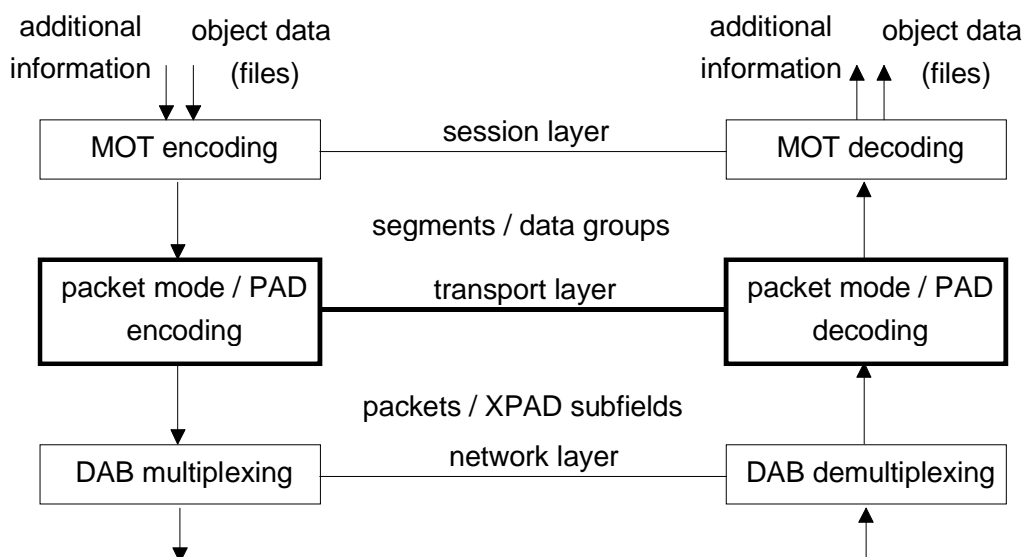 additional
information
object data
(files)
additional
information
object data
(files)
MOT encoding
session layer
MOT decoding
segments / data groups
packet mode / PAD
encoding
transport layer
packet mode / PAD
decoding
packets / XPAD subfields
DAB multiplexing
network layer
DAB demultiplexing